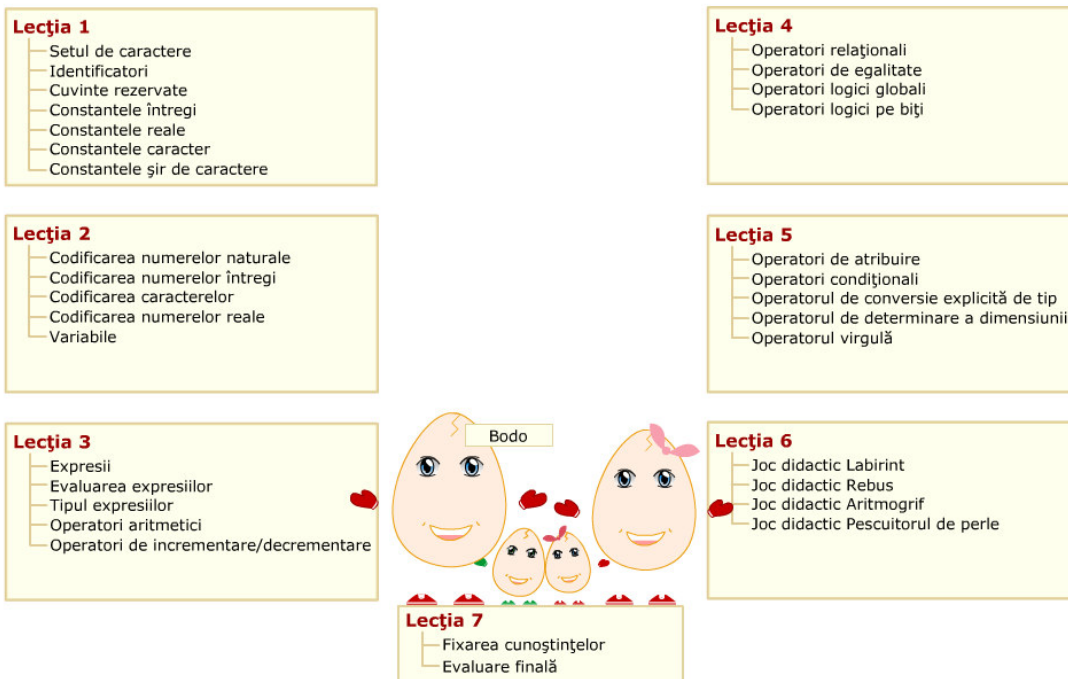 Lecţia 1
Setul de caractere
Identificatori
Cuvinte rezervate
Constantele întregi
Constantele reale
Constantele caracter
Constantele şir de caractere
Lecţia 2
Codificarea numerelor naturale
Codificarea numerelor întregi
Codificarea caracterelor
Codificarea numerelor reale
Variabile
Lecţia 3
Expresii
Evaluarea expresiilor
Tipul expresiilor
Operatori aritmetici
Operatori de incrementare/decrementare
Bodo
Lecţia 4
Operatori relaţionali
Operatori de egalitate
Operatori logici globali
Operatori logici pe biţi
Lecţia 5
Operatori de atribuire
Operatori condiţionali
Operatorul de conversie explicită de tip
Operatorul de determinare a dimensiunii
Operatorul virgulă
Lecţia 6
Joc didactic Labirint
Joc didactic Rebus
Joc didactic Aritmogrif
Joc didactic Pescuitorul de perle
Lecţia 7
Fixarea cunoştinţelor
Evaluare finală